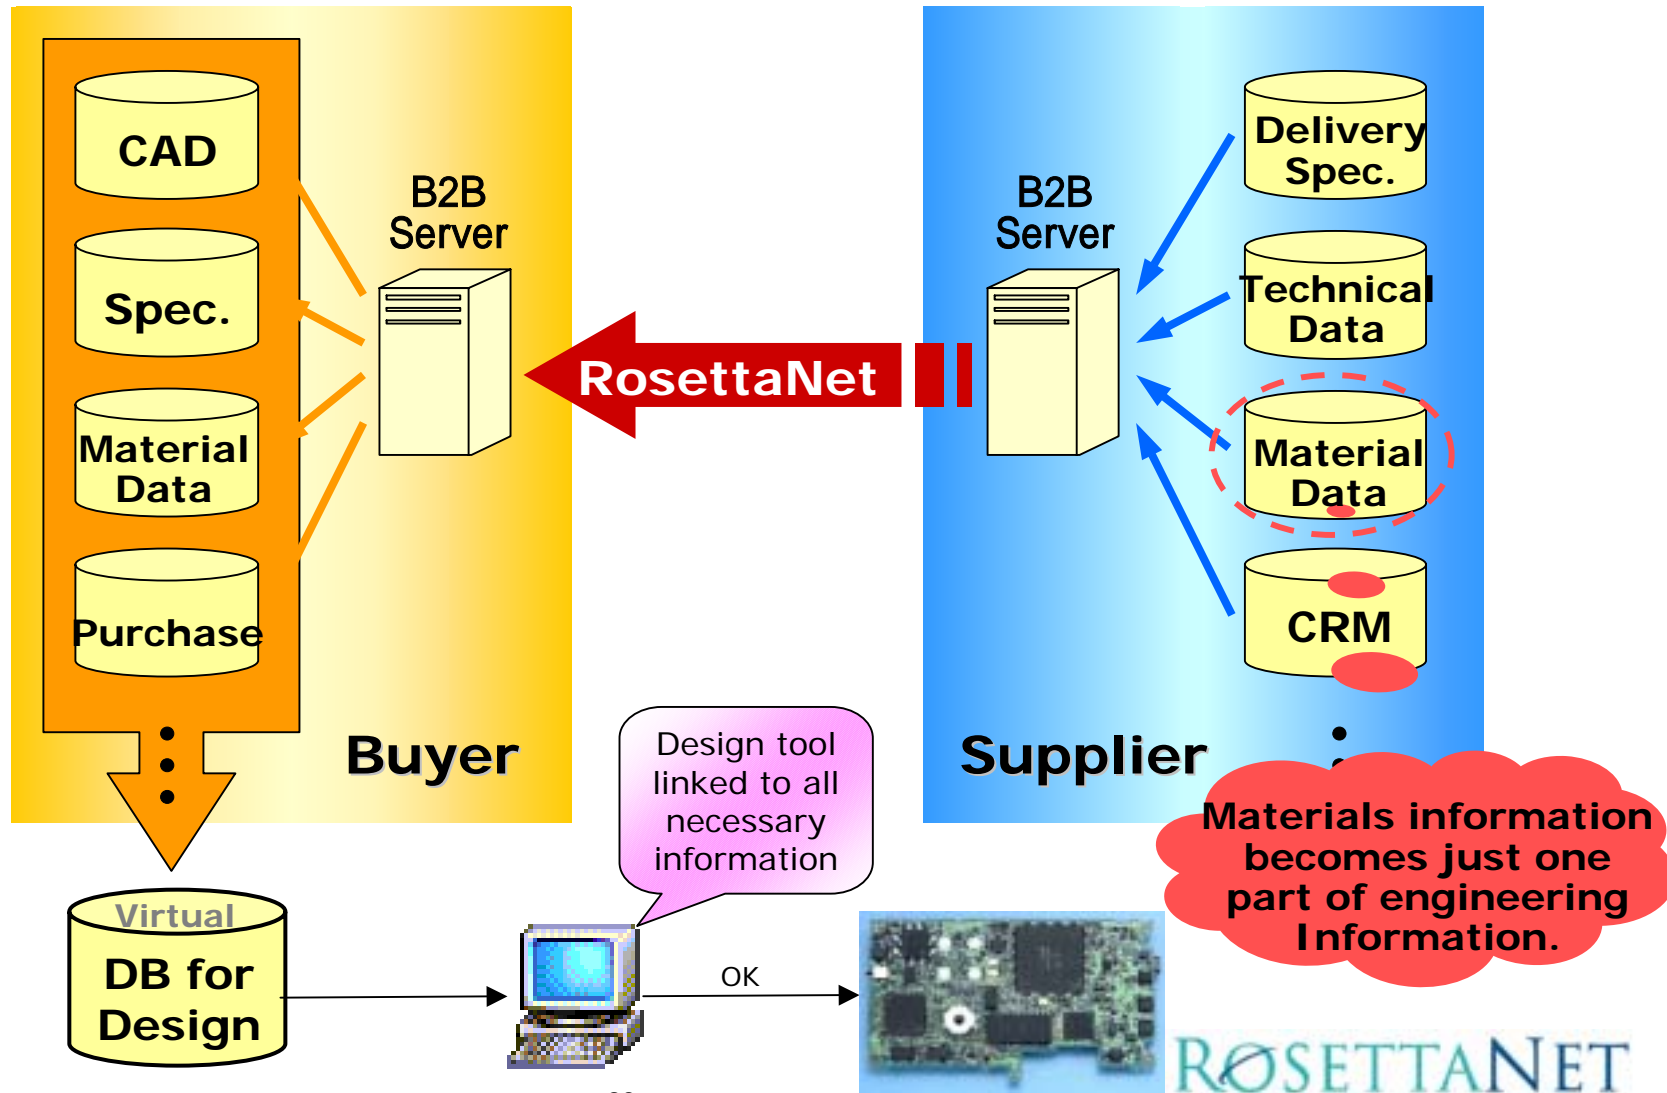 CAD
Spec.
Material
Data
Purchase
B2B
Server
Buyer
RosettaNet
B2B
Server
Delivery
Spec.
Technical
Data
Material
Data
CRM
Supplier
Design tool
linked to all
necessary
information
Materials information
becomes just one
part of engineering
Information.
Virtual
DB for
Design
OK
ROSETTANET